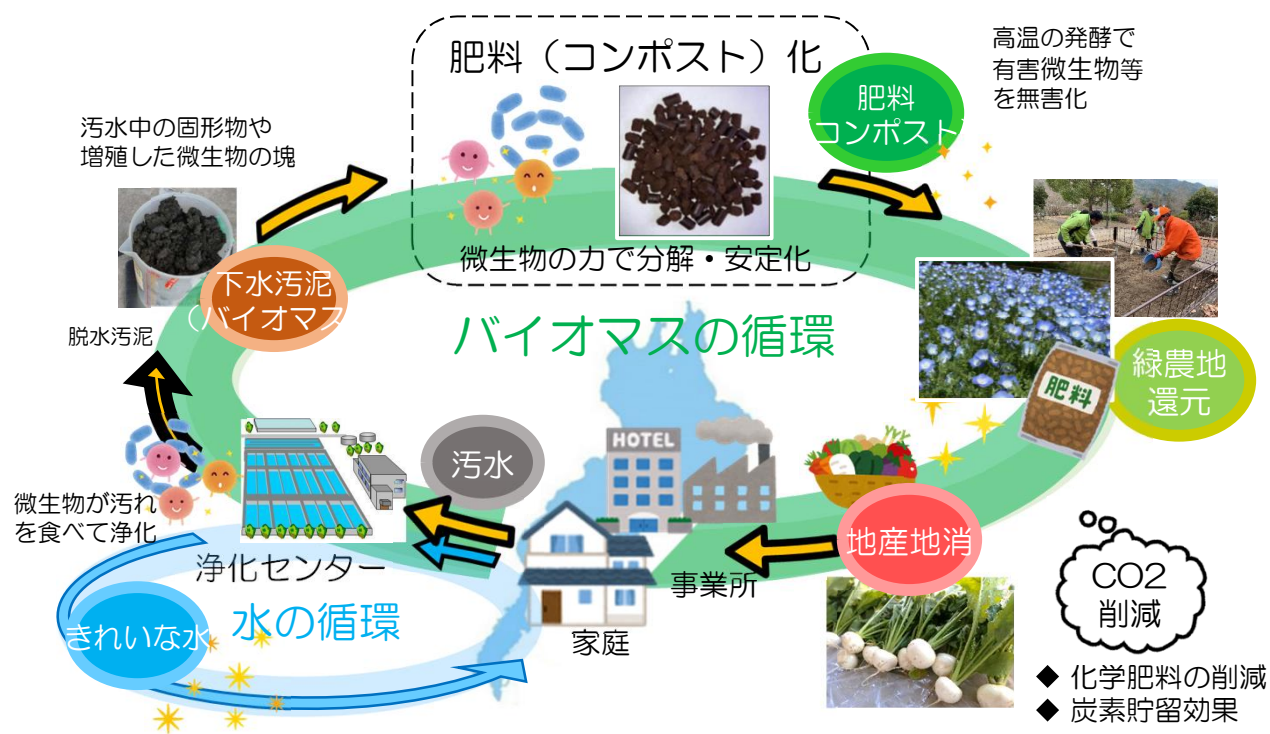 肥料（コンポスト）化
肥料
コンポスト
高温の発酵で
有害微生物等
を無害化
汚水中の固形物や
増殖した微生物の塊
微生物の力で分解・安定化
下水汚泥
（バイオマス
脱水汚泥
バイオマスの循環
緑農地
還元
肥料
HOTEL
汚水
微生物が汚れ
を食べて浄化
浄化センター
地産地消
事業所
家庭
水の循環
きれいな水
CO2
削減
◆ 化学肥料の削減
◆ 炭素貯留効果